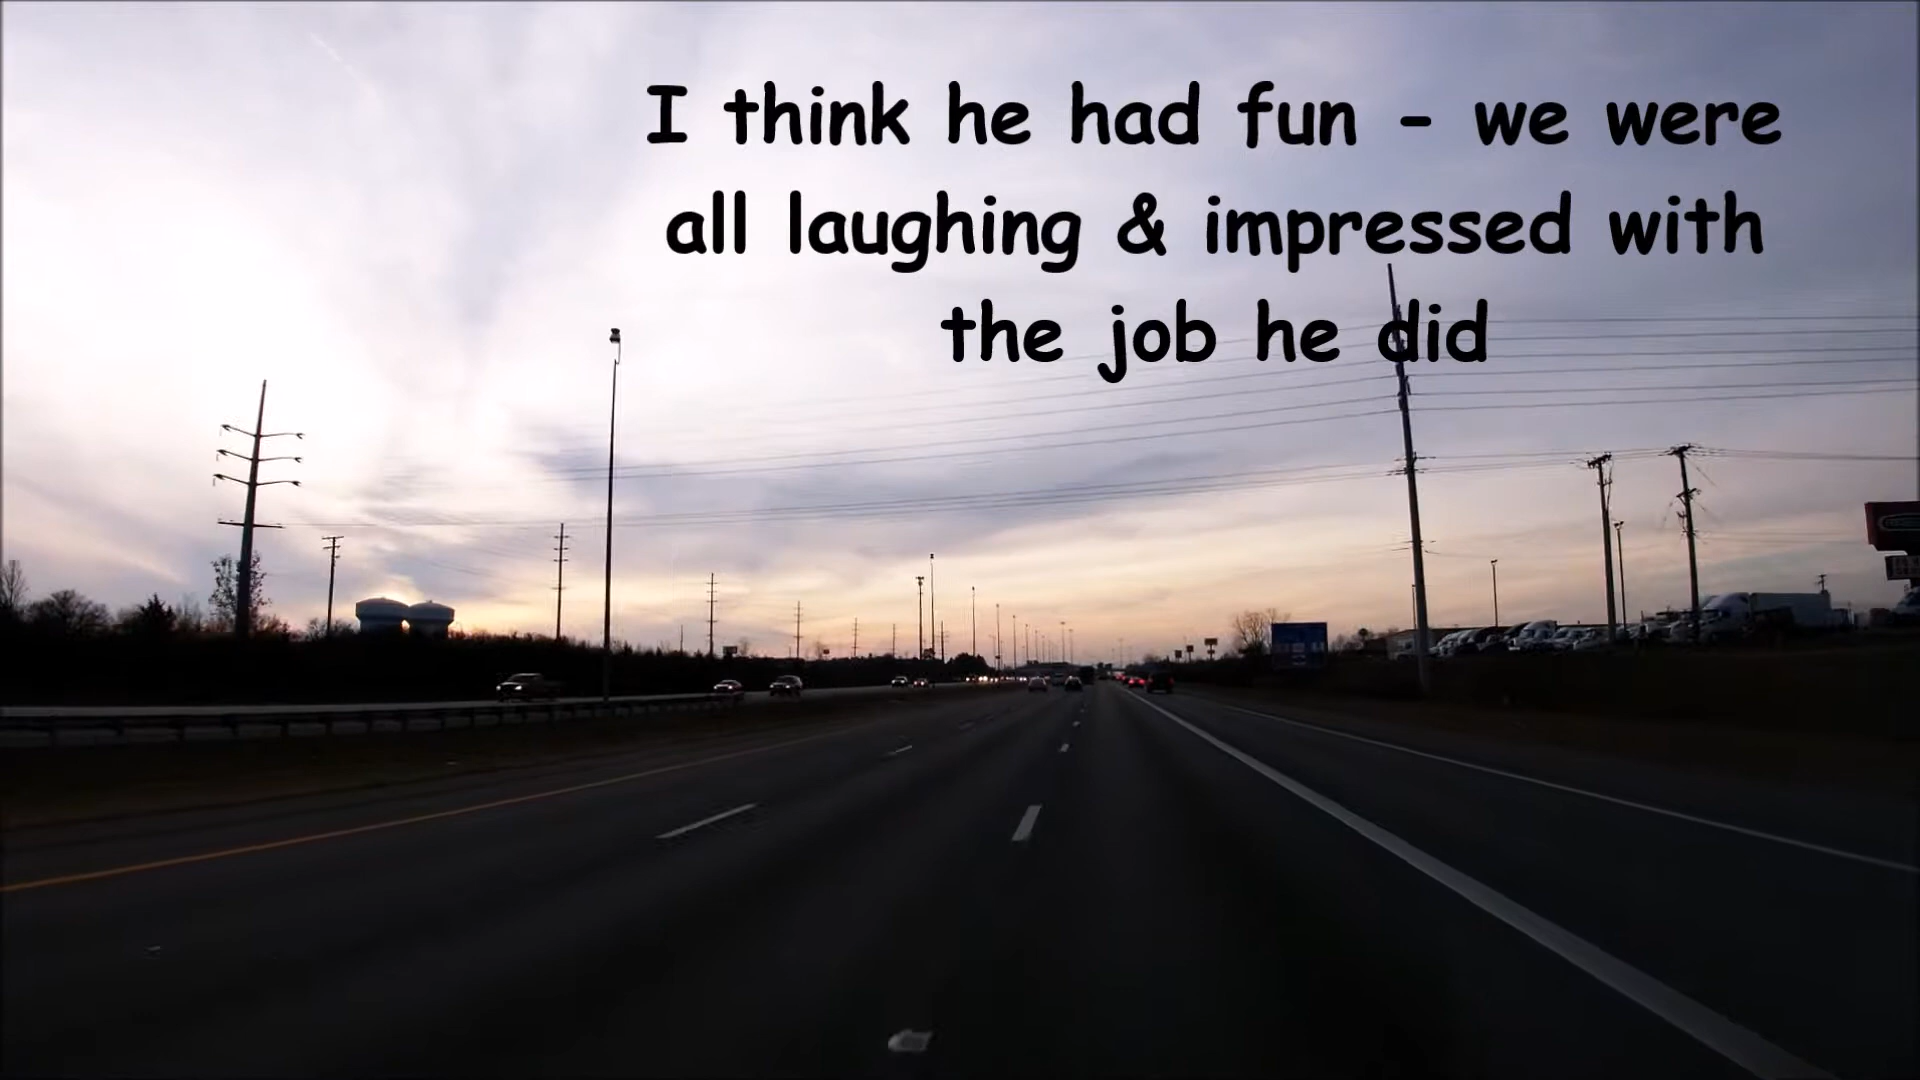 I think he had fun - we were
all laughing & impressed with
the job he did